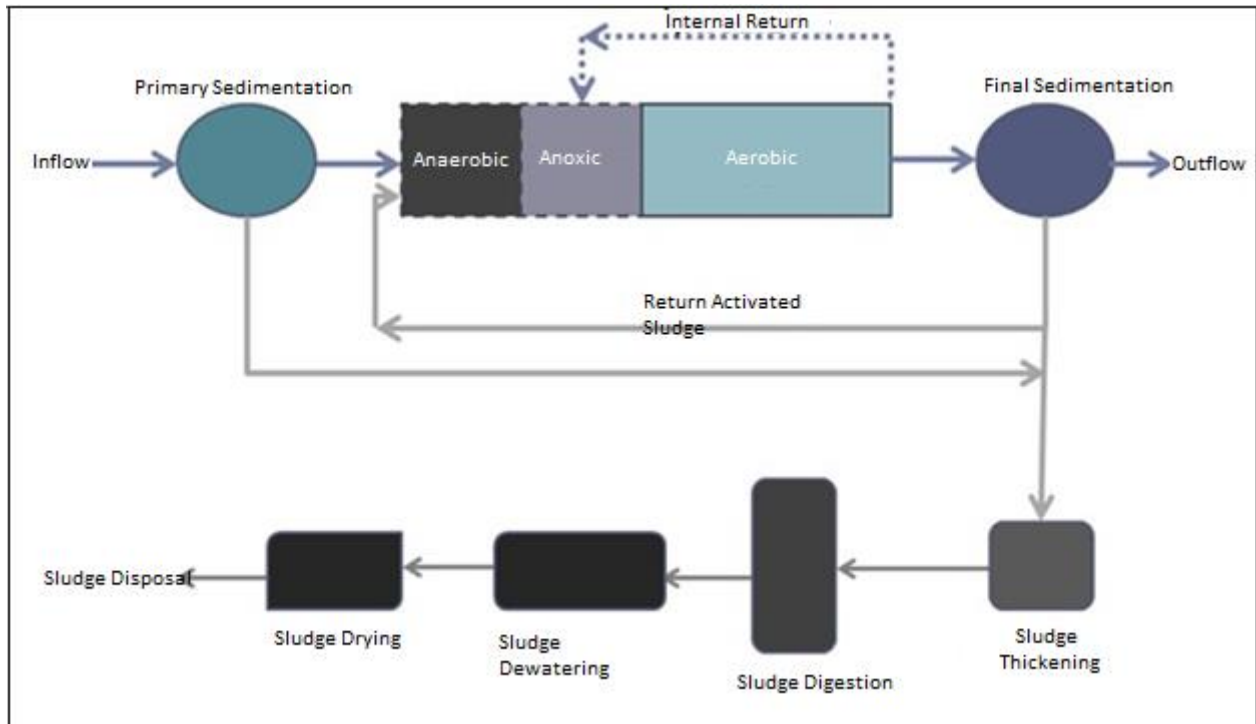 Internal Return
Primary Sedimentation
Final Sedimentation
Inflow
Anaerobic
Anoxic
Aerobic
Outflow
Return Activated
Sludge
Sludge Disposal
Sludge Drying
Sludge
Dewatering
Sludge Digestion
Sludge
Thickening